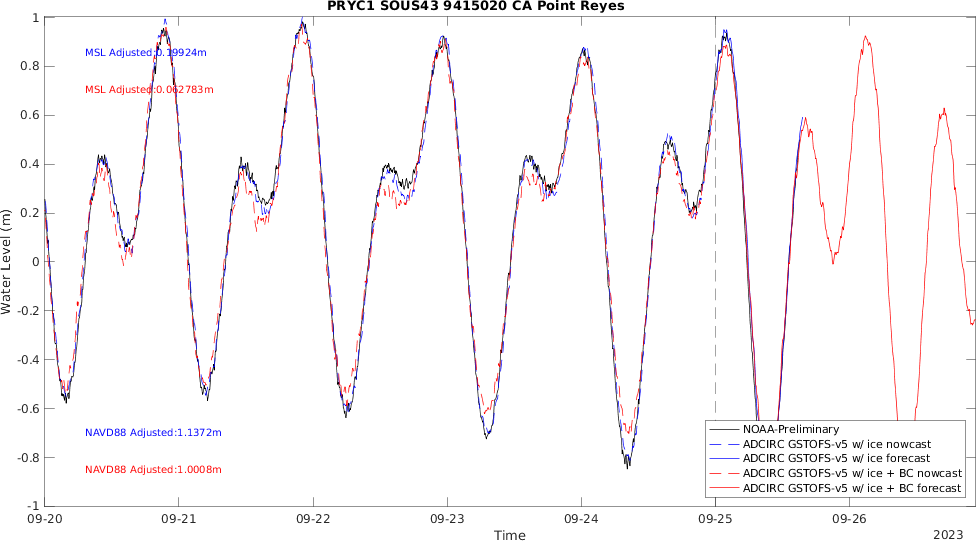 PRYC1 SOUS43 9415020 CA Point Reyes
1
0.8
0.6
0.4
0.2
0
-0.2
-0.4
-0.6
-0.8
-1
Water Level (m)
MSL Adjusted:0.19924m
MSL Adjusted:0.062783m
NAVD88 Adjusted:1.1372m
NAVD88 Adjusted:1.0008m
NOAA-Preliminary
ADCIRC GSTOFS-v5 w/ ice nowcast
ADCIRC GSTOFS-v5 w/ ice forecast
ADCIRC GSTOFS-v5 w/ ice + BC nowcast
ADCIRC GSTOFS-v5 w/ ice + BC forecast
09-20 09-21 09-22 09-23 09-24 09-25 09-26
Time
2023